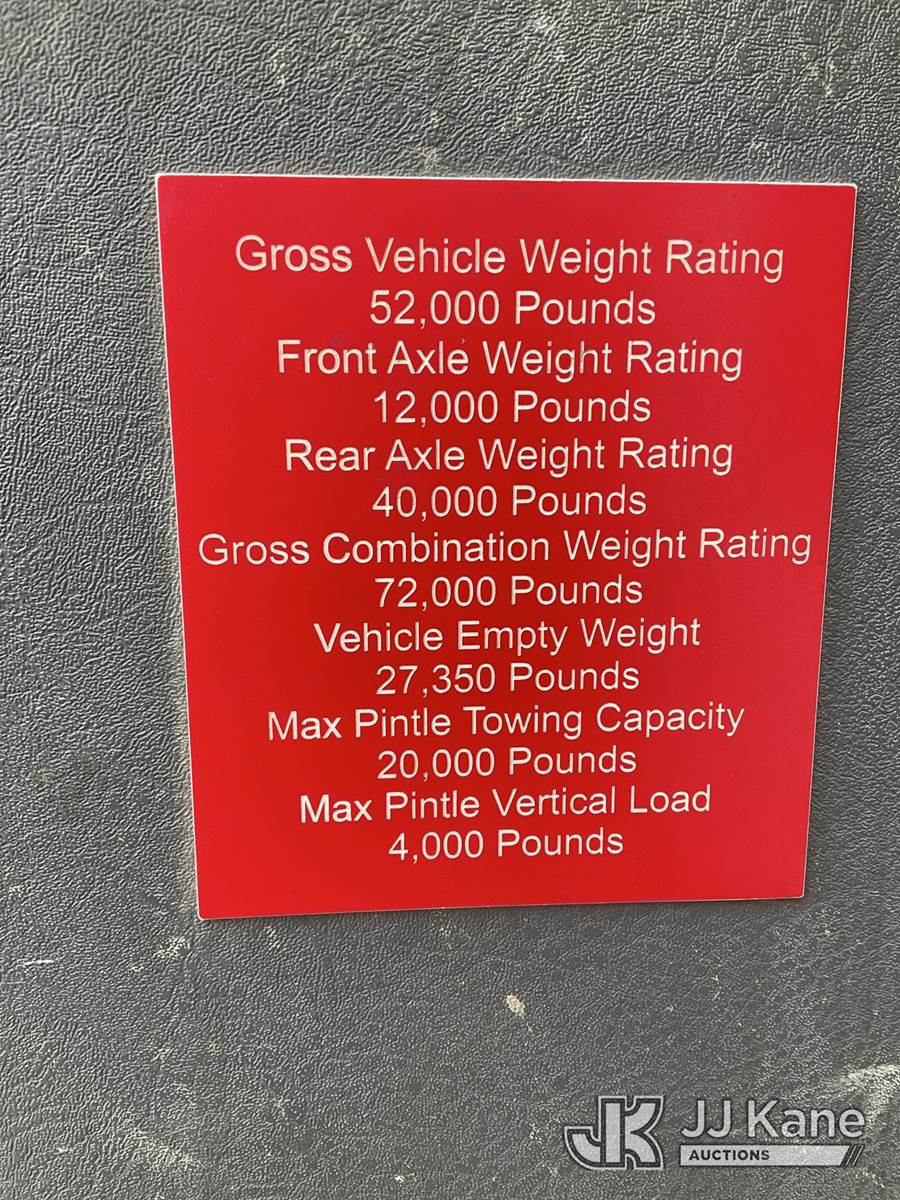 Gross Vehicle Weight Rating
52,000 Pounds
Front Axle Weight Rating
12,000 Pounds
Rear Axle Weight Rating
40,000 Pounds
Gross Combination Weight Rating
72,000 Pounds
Vehicle Empty Weight
27,350 Pounds
Max Pintle Towing Capacity
20,000 Pounds
Max Pintle Vertical Load
4,000 Pounds
JK JJ Kane
AUCTIONS